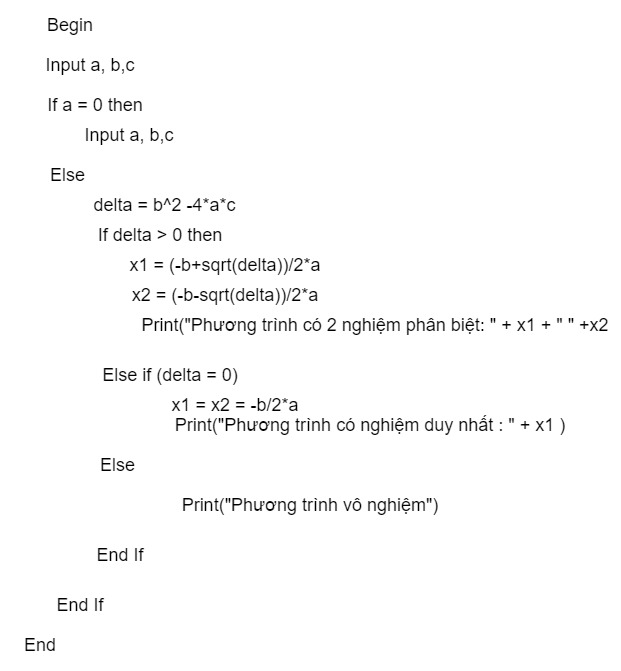 Begin
Input a, b,c
If a = 0 then
Input a, b,c
Else
delta = b^2 -4*a*c
If delta > 0 then
x1 = (-b+sqrt(delta))/2*a
x2 = (-b-sqrt(delta))/2*a
Print("Phương trình có 2 nghiệm phân biệt: " + x1 + " " +x2
Else if (delta = 0)
x1 = x2 = -b/2*a
Print("Phương trình có nghiệm duy nhất : " + x1 )
Else
Print("Phương trình vô nghiệm")
End If
End If
End